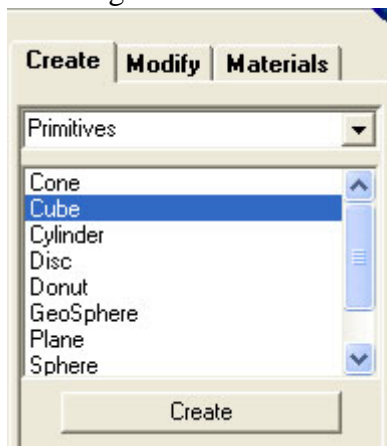 Create Modify Materials
Primitives
Cone
Cube
Cylinder
Disc
Donut
GeoSphere
Plane
Sphere
Create